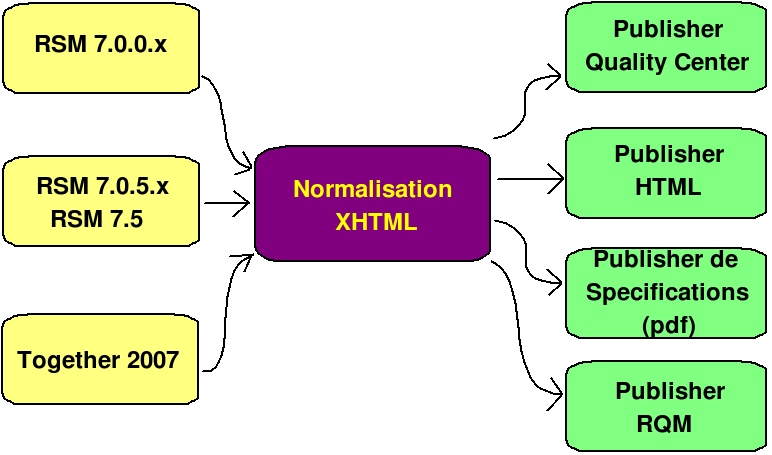 RSM 7.0.0.x
RSM 7.0.5.x
RSM 7.5
Together 2007
Normalisation
XHTML
Publisher
Quality Center
Publisher
HTML
Publisher de
Specifications
(pdf)
Publisher
RQM